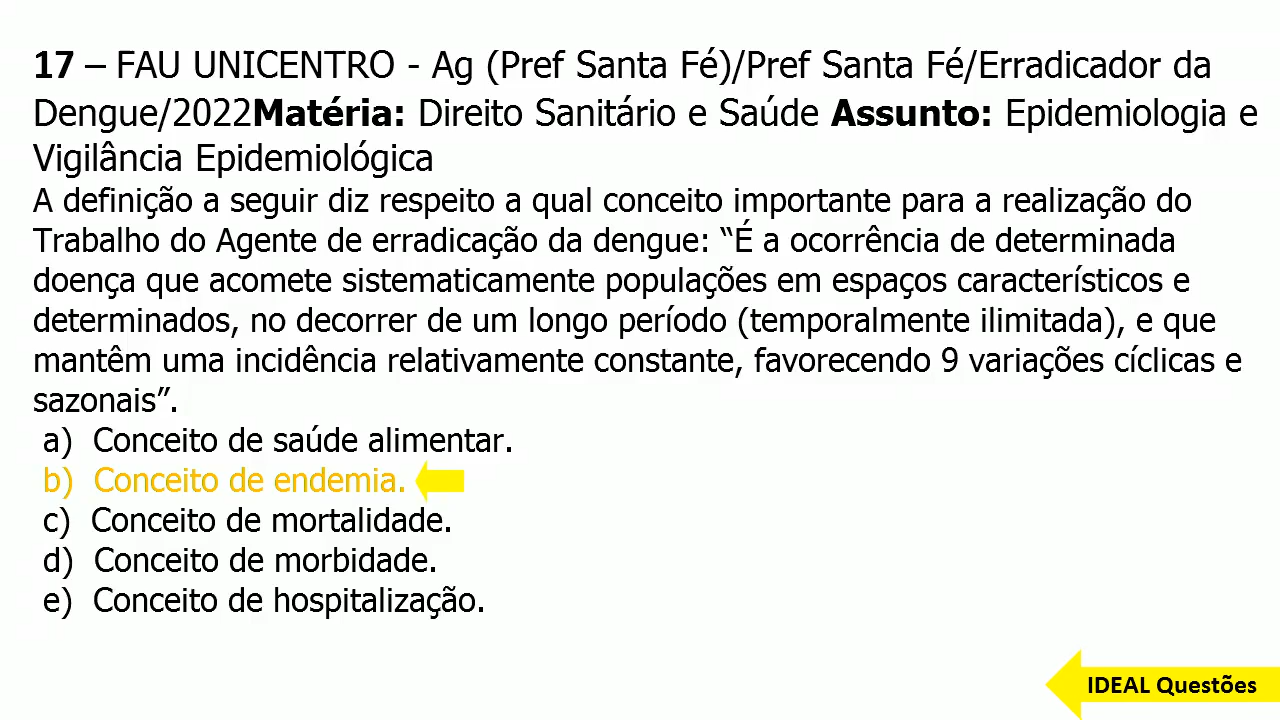 17 – FAU UNICENTRO - Ag (Pref Santa Fé)/Pref Santa Fé/Erradicador da
Dengue/2022Matéria: Direito Sanitário e Saúde Assunto: Epidemiologia e
Vigilância Epidemiológica
A definição a seguir diz respeito a qual conceito importante para a realização do
Trabalho do Agente de erradicação da dengue: “É a ocorrência de determinada
doença que acomete sistematicamente populações em espaços característicos e
determinados, no decorrer de um longo período (temporalmente ilimitada), e que
mantêm uma incidência relativamente constante, favorecendo 9 variações cíclicas e
sazonais”.
a) Conceito de saúde alimentar.
b) Conceito de endemia.
c) Conceito de mortalidade.
d) Conceito de morbidade.
e) Conceito de hospitalização.
IDEAL Questões